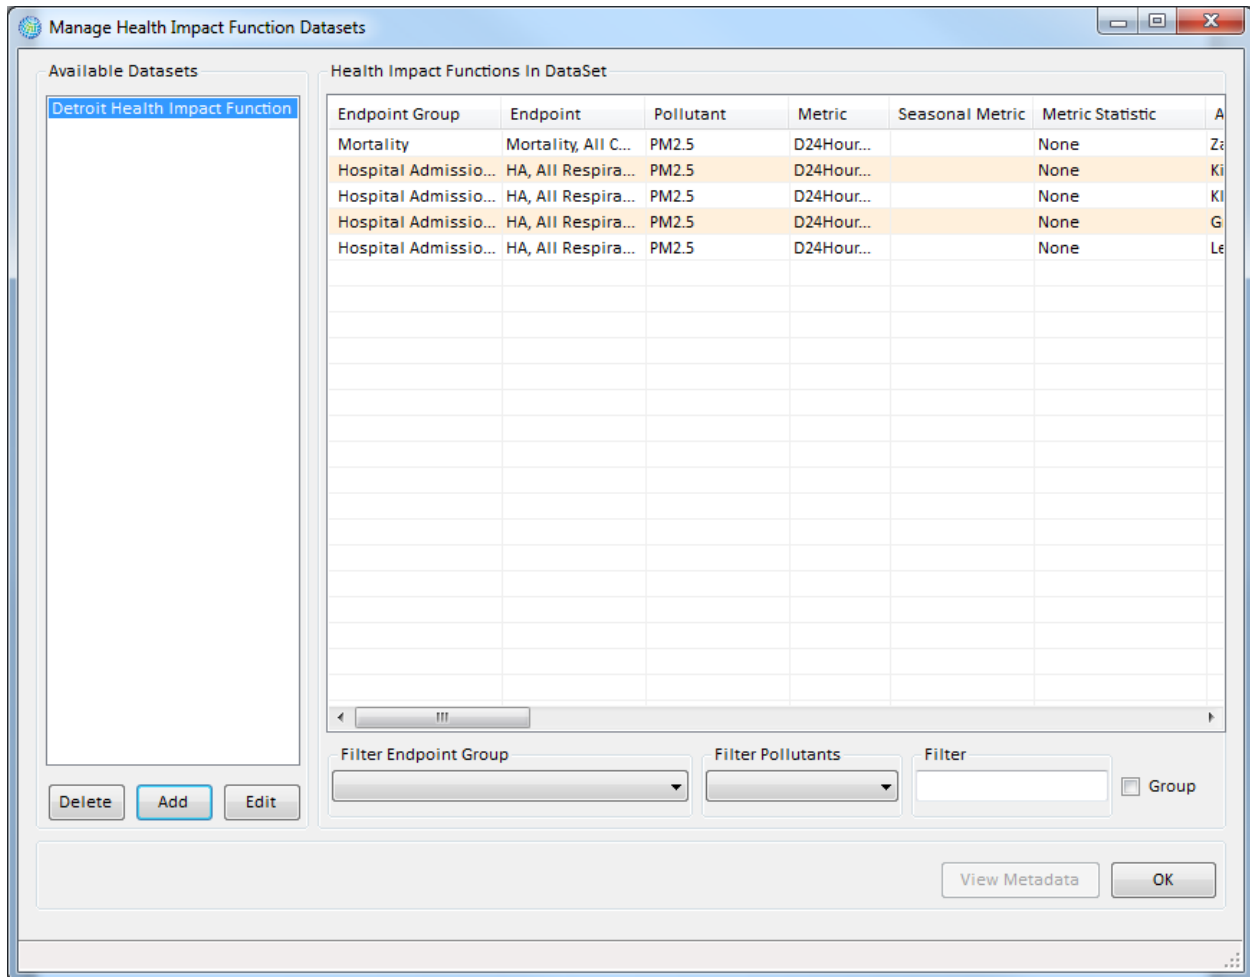 Manage Health Impact Function Datasets
Available Datasets
Detroit Health Impact Function
Delete Add Edit
Health Impact Functions In DataSet
Endpoint Group Endpoint Pollutant Metric Seasonal Metric Metric Statistic A
Mortality Mortality, All C... PM2.5 D24Hour... None Za
Hospital Admissio... HA, All Respira... PM2.5 D24Hour... None Ki
Hospital Admissio... HA, All Respira... PM2.5 D24Hour... None Kl
Hospital Admissio... HA, All Respira... PM2.5 D24Hour... None
Hospital Admissio... HA, All Respira... PM2.5 D24Hour... None Le
Filter Endpoint Group Filter Pollutants Filter
Group
View Metadata OK